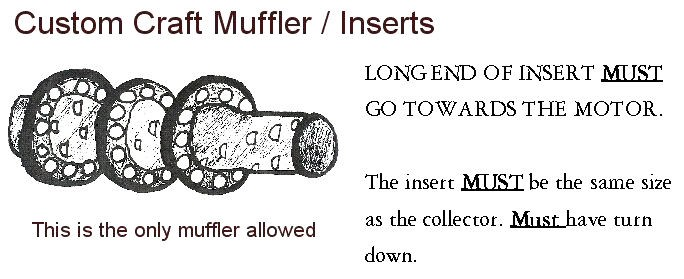 Custom Craft Muffler / Inserts
LONG END OF INSERT MUST
GO TOWARDS THE MOTOR.
The insert MUST be the same size
as the collector. Must have turn
down.
This is the only muffler allowed